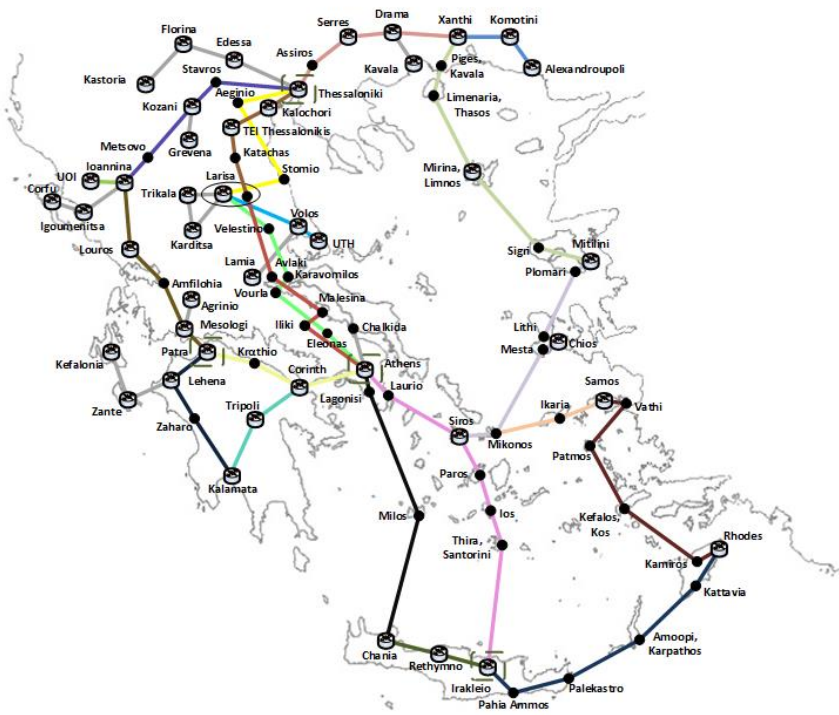 Florina
Edessa
Kastoria
Stavros
Assiros
Serres
Drama
Xanthi
Komotini
Kavala
Piges,
Kavala
Alexandroupoli
Thessaloniki
Aeginio
Kozani
Kalochori
TEI Thessalonikis
Limenaria,
Thasos
Grevena
Metsovo
Katachas
Stomio
UOI
Ioannina
Corfu
Igoumenitsa
Larisa
Trikala
Karditsa
Mirina,
Limnos
Volos
UTH
Velestino
Louros
Sigri
Mitilini
Plomari
Lamia
Avlaki
Karavomilos
Amfilohia
Agrinio
Vourla
Malesina
Mesologi
Iliki
Chalkida
Eleonas
Lithi
Mesta
Chios
Patra
Krathio
Athens
Kefalonia
Lehena
Corinth
Lagonisi
Laurio
Samos
Vathi
Ikaria
Zante
Zaharo
Tripoli
Siros
Mikonos
Patmos
Kalamata
Paros
Milos
Ios
Kefalos,
Kos
Thira,
Santorini
Rhodes
Kamiros
Kattavia
Chania
Rethymno
Irakleio
Amoopi,
Karpathos
Palekastro
Pahia Ammos